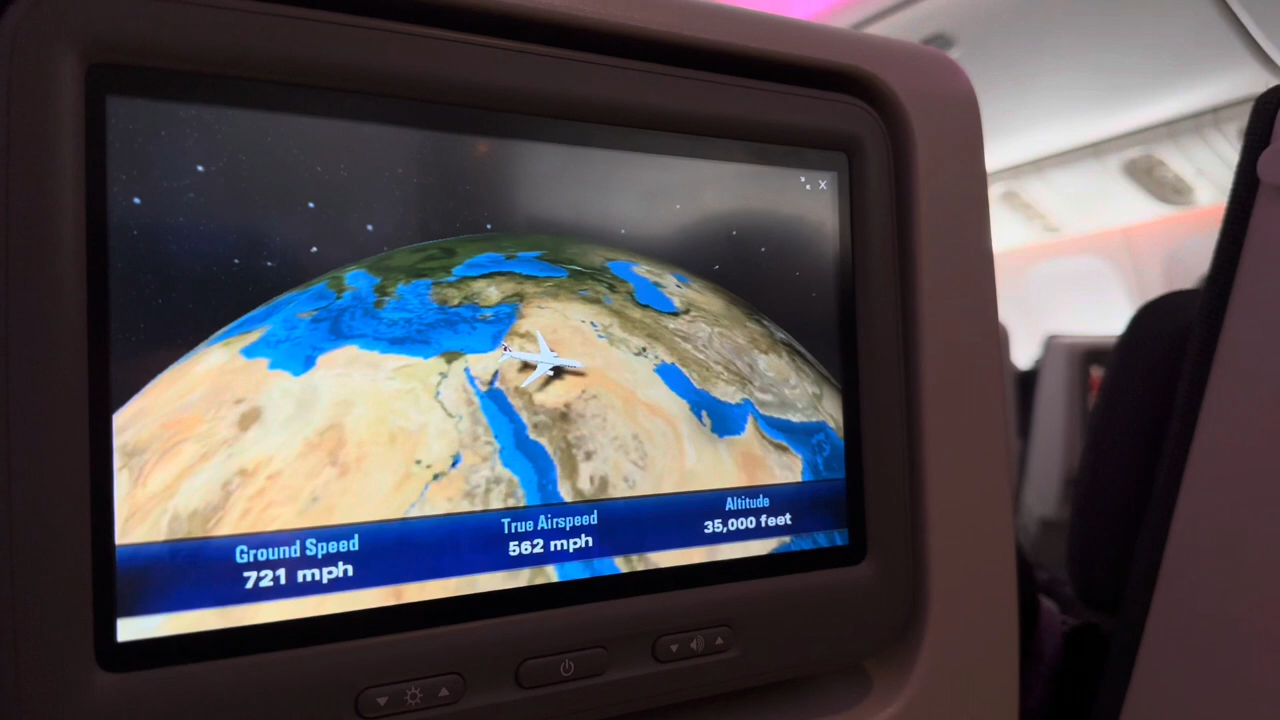 X
Ground Speed
721 mph
True Airspeed
562 mph
Altitude
35,000 feet